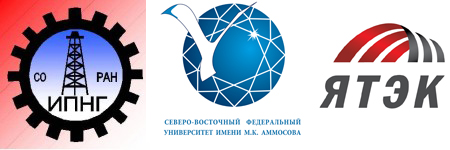 СО РАН
ИПНГ
СЕВЕРО-ВОСТОЧНЫЙ ФЕДЕРАЛЬНЫЙ
УНИВЕРСИТЕТ ИМЕНИ М.К. АММОСОВА
ЯТЭК